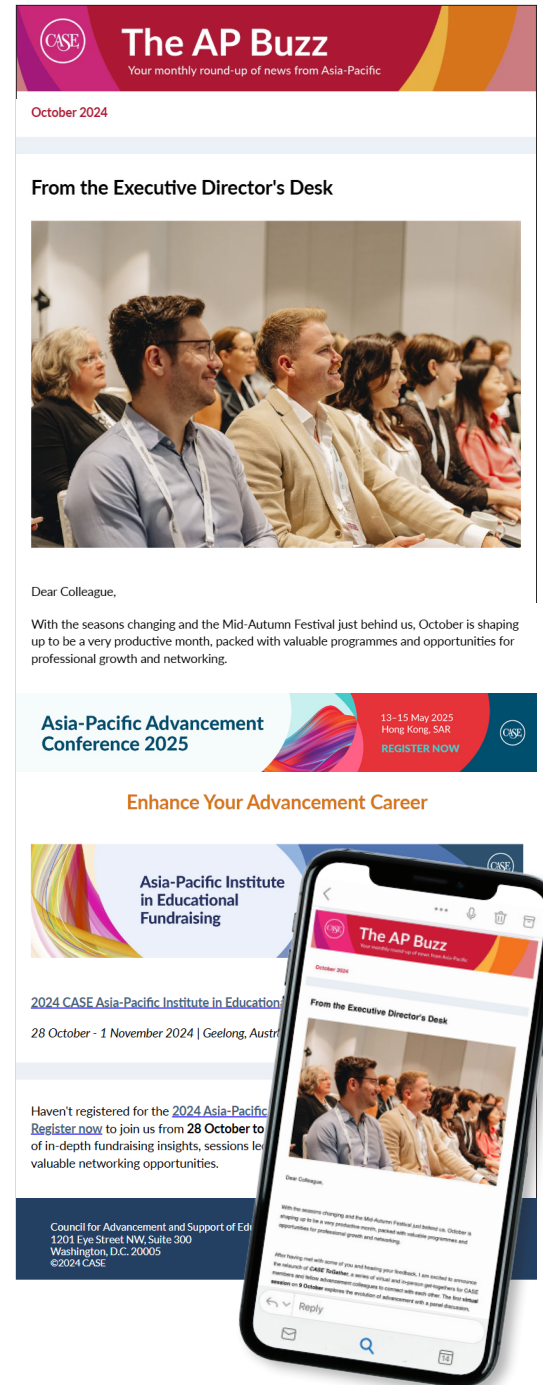 CASE
The AP Buzz
Your monthly round-up of news from Asia-Pacific
October 2024
From the Executive Director's Desk
Dear Colleague,
With the seasons changing and the Mid-Autumn Festival just behind us, October is shaping
up to be a very productive month, packed with valuable programmes and opportunities for
professional growth and networking.
Asia-Pacific Advancement
Conference 2025
13–15 May 2025
Hong Kong, SAR
REGISTER NOW
CASE
Enhance Your Advancement Career
Asia-Pacific Institute
in Educational
Fundraising
CASE
2024 CASE Asia-Pacific Institute in Educationa
28 October - 1 November 2024 | Geelong, Austr
Haven't registered for the 2024 Asia-Pacific
Register now to join us from 28 October to
of in-depth fundraising insights, sessions led
valuable networking opportunities.
Council for Advancement and Support of Edu
1201 Eye Street NW, Suite 300
Washington, D.C. 20005
©2024 CASE
CASE
The AP Buzz
Your monthly round-up of news from Asia-Pacific
October 2024
From the Executive Director's Desk
Dear Colleague,
With the seasons changing and the Mid-Autumn Festival just behind us, October is
shaping up to be a very productive month, packed with valuable programmes and
opportunities for professional growth and networking.
After having met with some of you and hearing your feedback, I am excited to announce
the relaunch of CASE ToGather, a series of virtual and in-person get-togethers for CASE
members and fellow advancement colleagues to connect with each other. The first virtual
session on 9 October explores the evolution of advancement with a panel discussion,
Reply
14